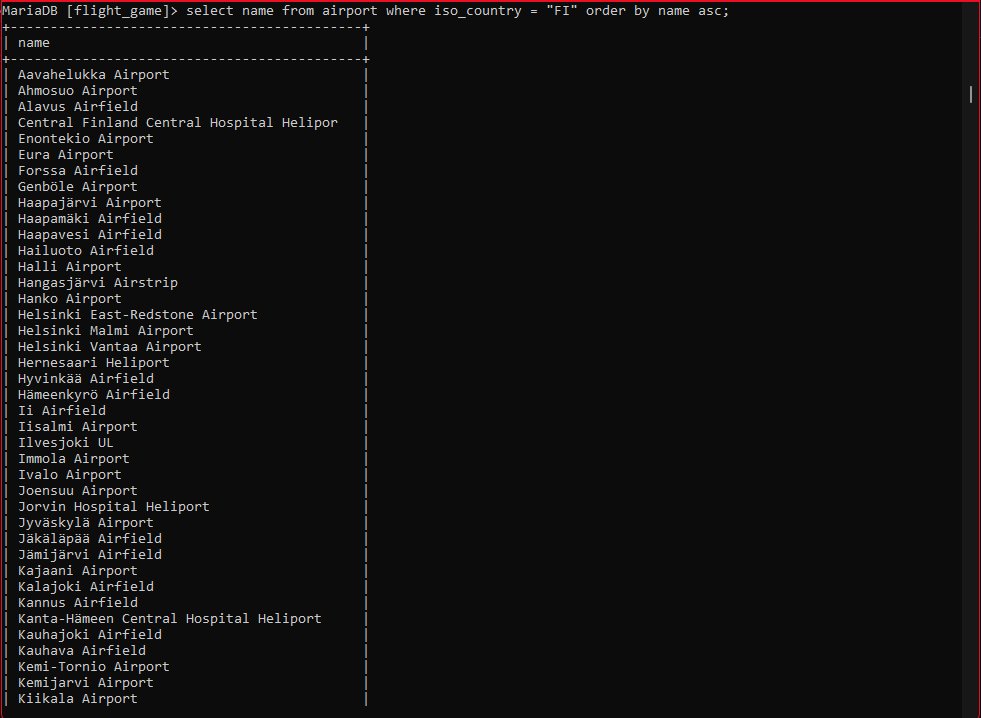 MariaDB [flight_game]> select name from airport where iso_country = "FI" order by name asc;
+--------------------------------------------+
| name                                       |
+--------------------------------------------+
| Aavahelukka Airport                        |
| Ahmosuo Airport                            |
| Alavus Airfield                            |
| Central Finland Central Hospital Helipor   |
| Enontekio Airport                          |
| Eura Airport                               |
| Forssa Airfield                            |
| Genböle Airport                            |
| Haapajärvi Airport                         |
| Haapamäki Airfield                         |
| Haapavesi Airfield                         |
| Hailuoto Airfield                          |
| Halli Airport                              |
| Hangasjärvi Airstrip                       |
| Hanko Airport                              |
| Helsinki East-Redstone Airport             |
| Helsinki Malmi Airport                     |
| Helsinki Vantaa Airport                    |
| Hernesaari Heliport                        |
| Hyvinkää Airfield                          |
| Hämeenkyrö Airfield                        |
| Ii Airfield                                |
| Iisalmi Airport                            |
| Ilvesjoki UL                               |
| Immola Airport                             |
| Ivalo Airport                              |
| Joensuu Airport                            |
| Jorvin Hospital Heliport                   |
| Jyväskylä Airport                          |
| Jäkäläpää Airfield                         |
| Jämijärvi Airfield                         |
| Kajaani Airport                            |
| Kalajoki Airfield                          |
| Kannus Airfield                            |
| Kanta-Hämeen Central Hospital Heliport     |
| Kauhajoki Airfield                         |
| Kauhava Airfield                           |
| Kemi-Tornio Airport                        |
| Kemijarvi Airport                          |
| Kiikala Airport                            |